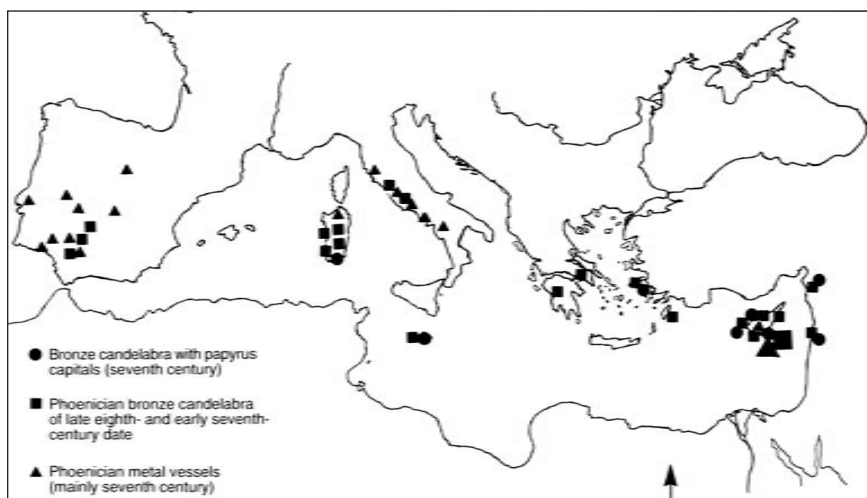 Bronze candelabra with papyrus
capitals (seventh century)
Phoenician bronze candelabra
of late eighth- and early seventh-
century date
Phoenician metal vessels
(mainly seventh century)